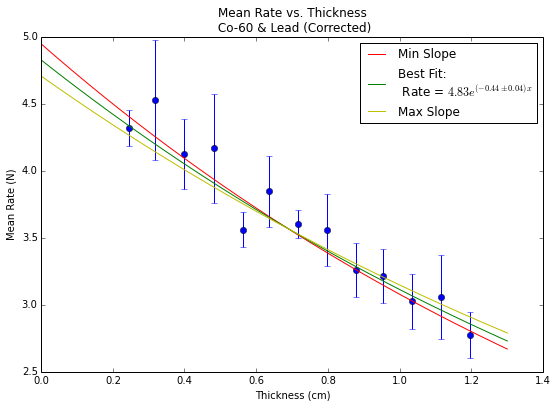 Mean Rate vs. Thickness
Co-60 & Lead (Corrected)
5.0
4.5
4.0
3.5
3.0
2.5
Mean Rate (N)
Min Slope
Best Fit:
Rate = 4.83e^(−0.44±0.04)x
Max Slope
0.0 0.2 0.4 0.6 0.8 1.0 1.2 1.4
Thickness (cm)